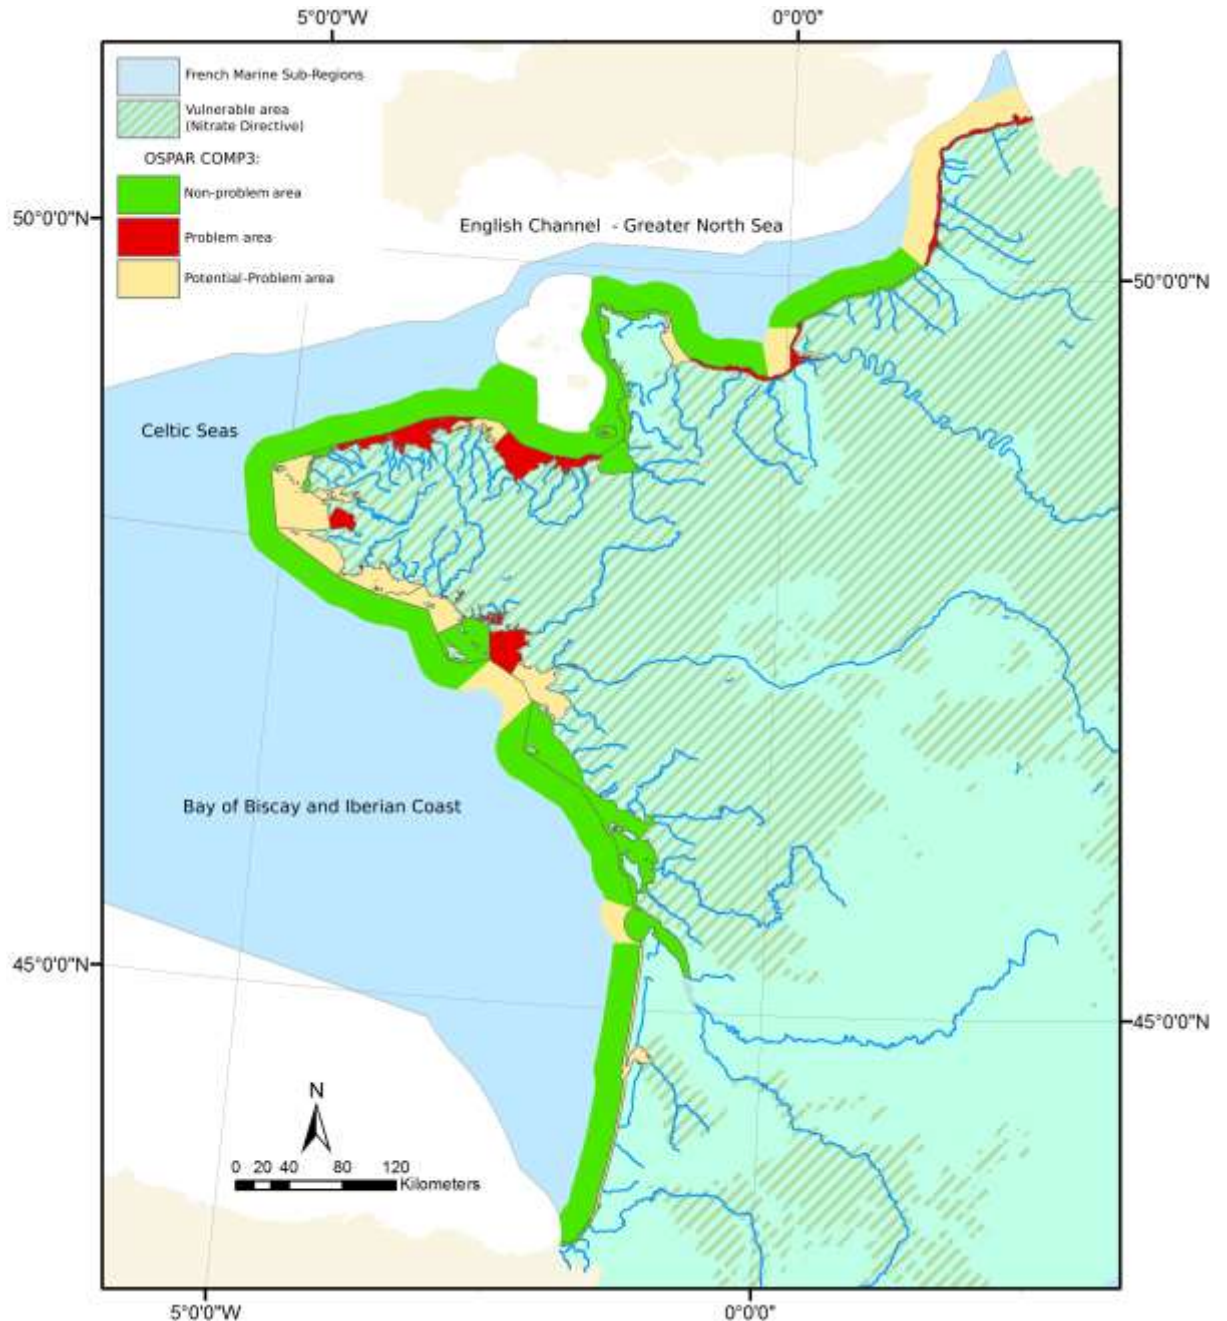 5°0'0"W 0°0'0"
French Marine Sub-Regions
Vulnerable area
(Nitrate Directive)
OSPAR COMP3:
Non-problem area
Problem area
Potential-Problem area
50°0'0"N
English Channel - Greater North Sea
50°0'0"N
Celtic Seas
Bay of Biscay and Iberian Coast
45°0'0"N
45°0'0"N
N
0 20 40 80 120
Kilometers
5°0'0"W 0°0'0"